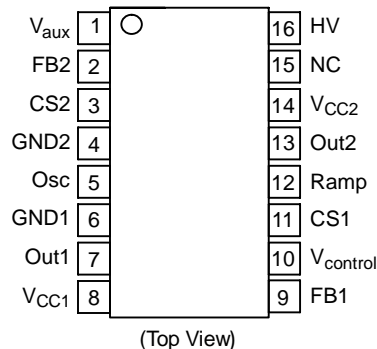 Vaux 1 16 HV
FB2 2 15 NC
CS2 3 14 VCC2
GND2 4 13 Out2
Osc 5 12 Ramp
GND1 6 11 CS1
Out1 7 10 Vcontrol
VCC1 8 9 FB1
(Top View)